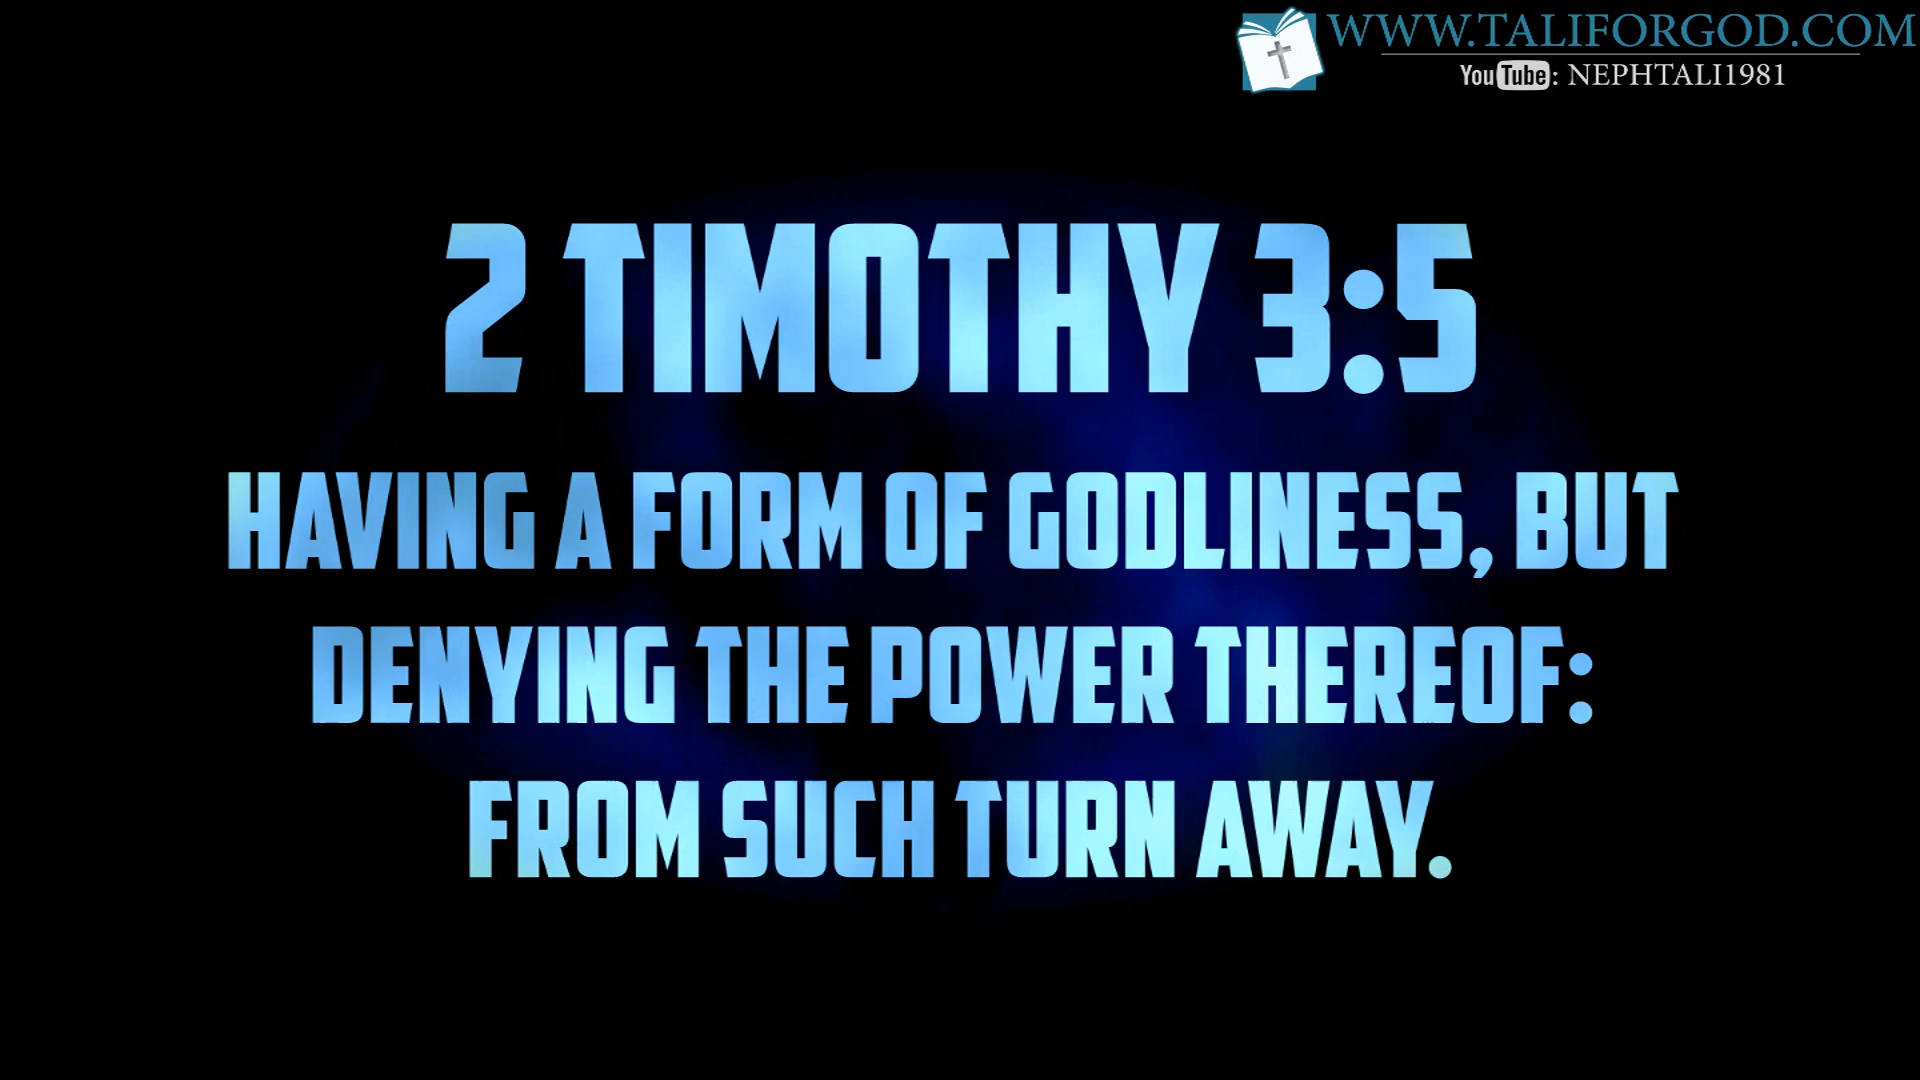 WWW.TALIFORGOD.COM
YouTube: NEPHTALI1981
2 TIMOTHY 3:5
HAVING A FORM OF GODLINESS, BUT
DENYING THE POWER THEREOF:
FROM SUCH TURN AWAY.